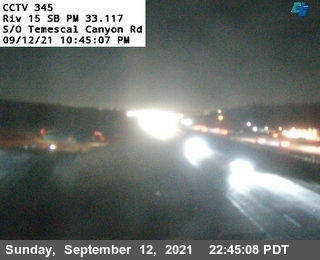 CCTV 345
Riv 15 SB PM 33.117
S/O Temescal Canyon Rd
09/12/21 10:45:07 PM
Sunday, September 12, 2021 22:45:08 PDT